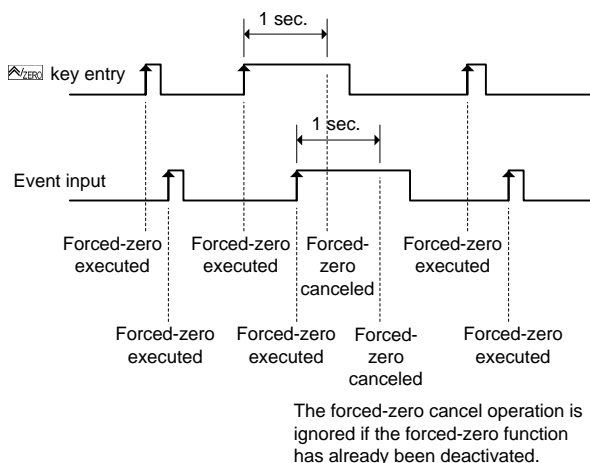 1 sec.
/ZERO key entry
1 sec.
Event input
Forced-zero executed
Forced-zero executed
Forced-zero canceled
Forced-zero executed
Forced-zero executed
Forced-zero executed
Forced-zero canceled
Forced-zero executed
The forced-zero cancel operation is
ignored if the forced-zero function
has already been deactivated.